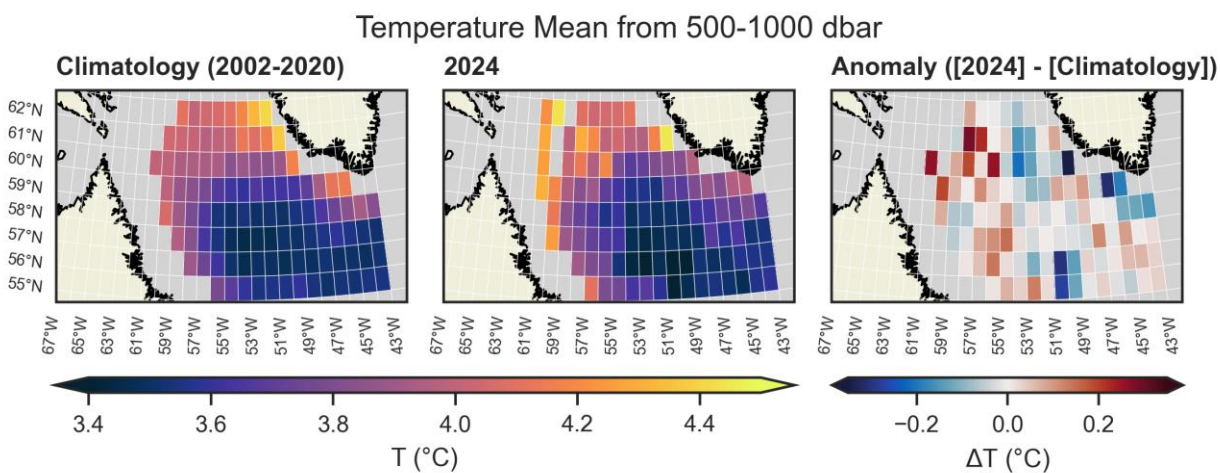 Temperature Mean from 500-1000 dbar
Climatology (2002-2020)
2024
Anomaly ([2024] - [Climatology])
62°N
61°N
60°N
59°N
58°N
57°N
56°N
55°N
67°W 65°W 63°W 61°W 59°W 57°W 55°W 53°W 51°W 49°W 47°W 45°W 43°W
67°W 65°W 63°W 61°W 59°W 57°W 55°W 53°W 51°W 49°W 47°W 45°W 43°W
67°W 65°W 63°W 61°W 59°W 57°W 55°W 53°W 51°W 49°W 47°W 45°W 43°W
3.4 3.6 3.8 4.0 4.2 4.4
T (°C)
−0.2 0.0 0.2
ΔT (°C)